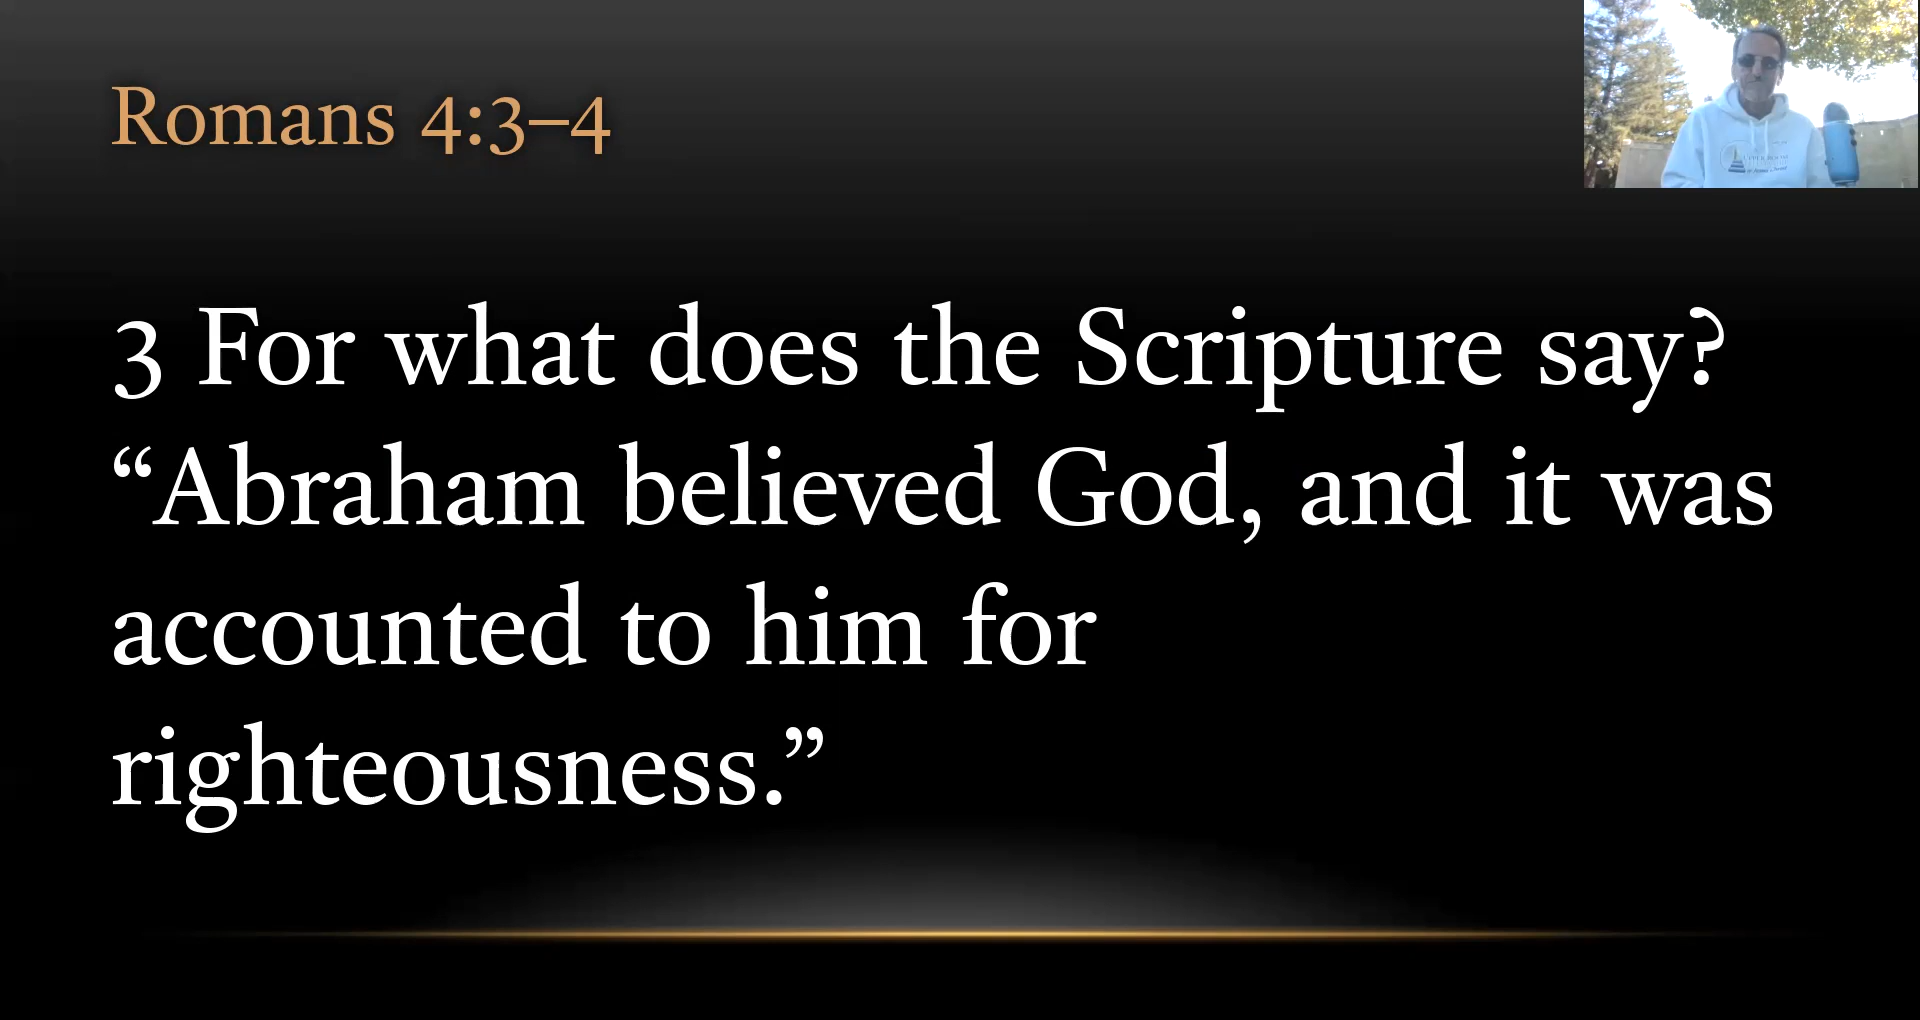 Romans 4:3–4
3 For what does the Scripture say?
“Abraham believed God, and it was
accounted to him for
righteousness.”